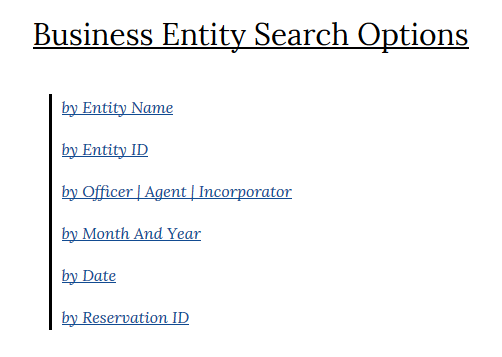 Business Entity Search Options
by Entity Name
by Entity ID
by Officer | Agent | Incorporator
by Month And Year
by Date
by Reservation ID